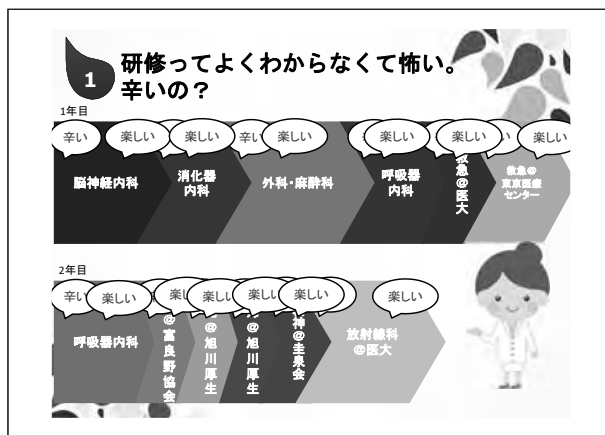 1
研修ってよくわからなくて怖い。
辛いの？
1年目
辛い
楽しい
楽しい
辛い
楽しい
楽しい
楽しい
楽しい
脳神経内科
消化器
内科
外科・麻酔科
呼吸器
内科
救急@医大
救急@
東京医療
センター
2年目
辛い
楽しい
楽し
楽しい
楽しい
楽しい
楽しい
呼吸器内科
@富良野協会
@旭川厚生
@旭川厚生
神@圭泉会
放射線科
@医大